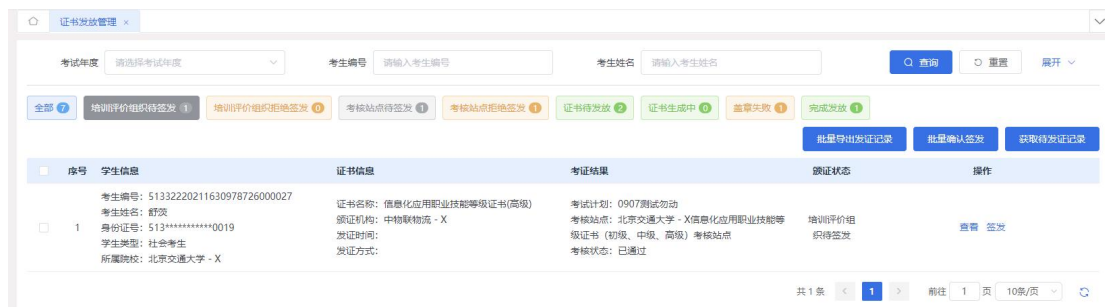 证书发放管理 ×
考试年度 请选择考试年度 考生编号 请输入考生编号 考生姓名 请输入考生姓名 查询 重置 展开
全部 7 培训评价组织待签发 1 培训评价组织拒绝签发 0 考核站点待签发 1 考核站点拒绝签发 1 证书待发放 2 证书生成中 0 盖章失败 1 完成发放 1
批量导出发证记录 批量确认签发 获取待发证记录
序号 学生信息 证书信息 考证结果 颁证状态 操作
1
考生编号：51332220211630978726000027
考生姓名：舒荧
身份证号：513***********0019
学生类型：社会考生
所属院校：北京交通大学 - X
证书名称：信息化应用职业技能等级证书(高级)
颁证机构：中物联物流 - X
发证时间：
发证方式：
考试计划：0907测试勿动
考核站点：北京交通大学 - X信息化应用职业技能等
级证书（初级、中级、高级）考核站点
考核状态：已通过
培训评价组
织待签发
查看 签发
共 1 条 < 1 > 前往 1 页 10条/页